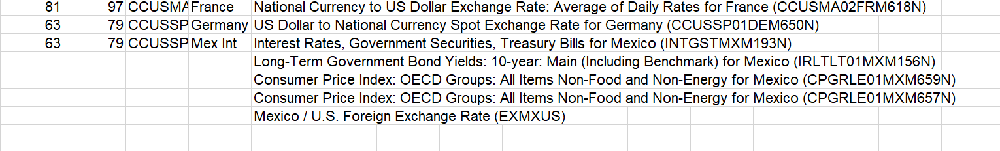 81 97 CCUSMA France National Currency to US Dollar Exchange Rate: Average of Daily Rates for France (CCUSMA02FRM618N)
63 79 CCUSSP Germany US Dollar to National Currency Spot Exchange Rate for Germany (CCUSSP01DEM650N)
63 79 CCUSSP Mex Int Interest Rates, Government Securities, Treasury Bills for Mexico (INTGSTMXM193N)
Long-Term Government Bond Yields: 10-year: Main (Including Benchmark) for Mexico (IRLTLT01MXM156N)
Consumer Price Index: OECD Groups: All Items Non-Food and Non-Energy for Mexico (CPGRLE01MXM659N)
Consumer Price Index: OECD Groups: All Items Non-Food and Non-Energy for Mexico (CPGRLE01MXM657N)
Mexico / U.S. Foreign Exchange Rate (EXMXUS)